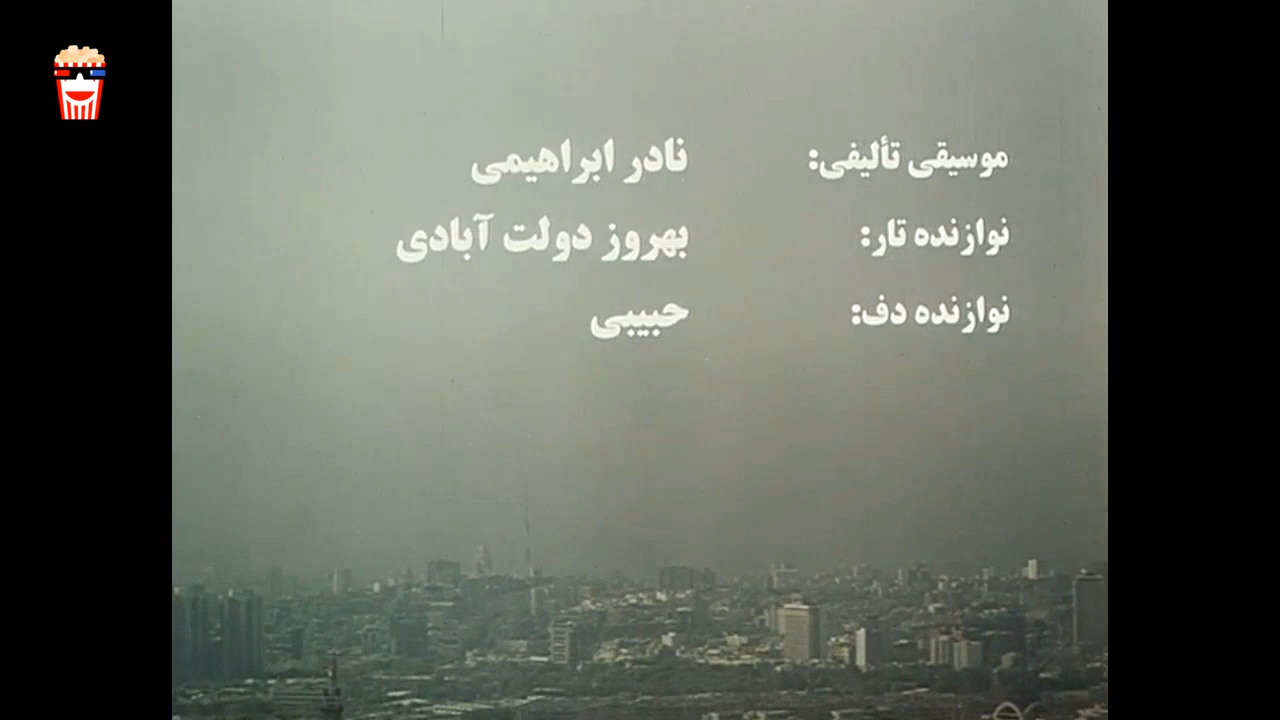 موسیقی تألیفی: نادر ابراهیمی
نوازنده تار: بهروز دولت آبادی
نوازنده دف: حبیبی